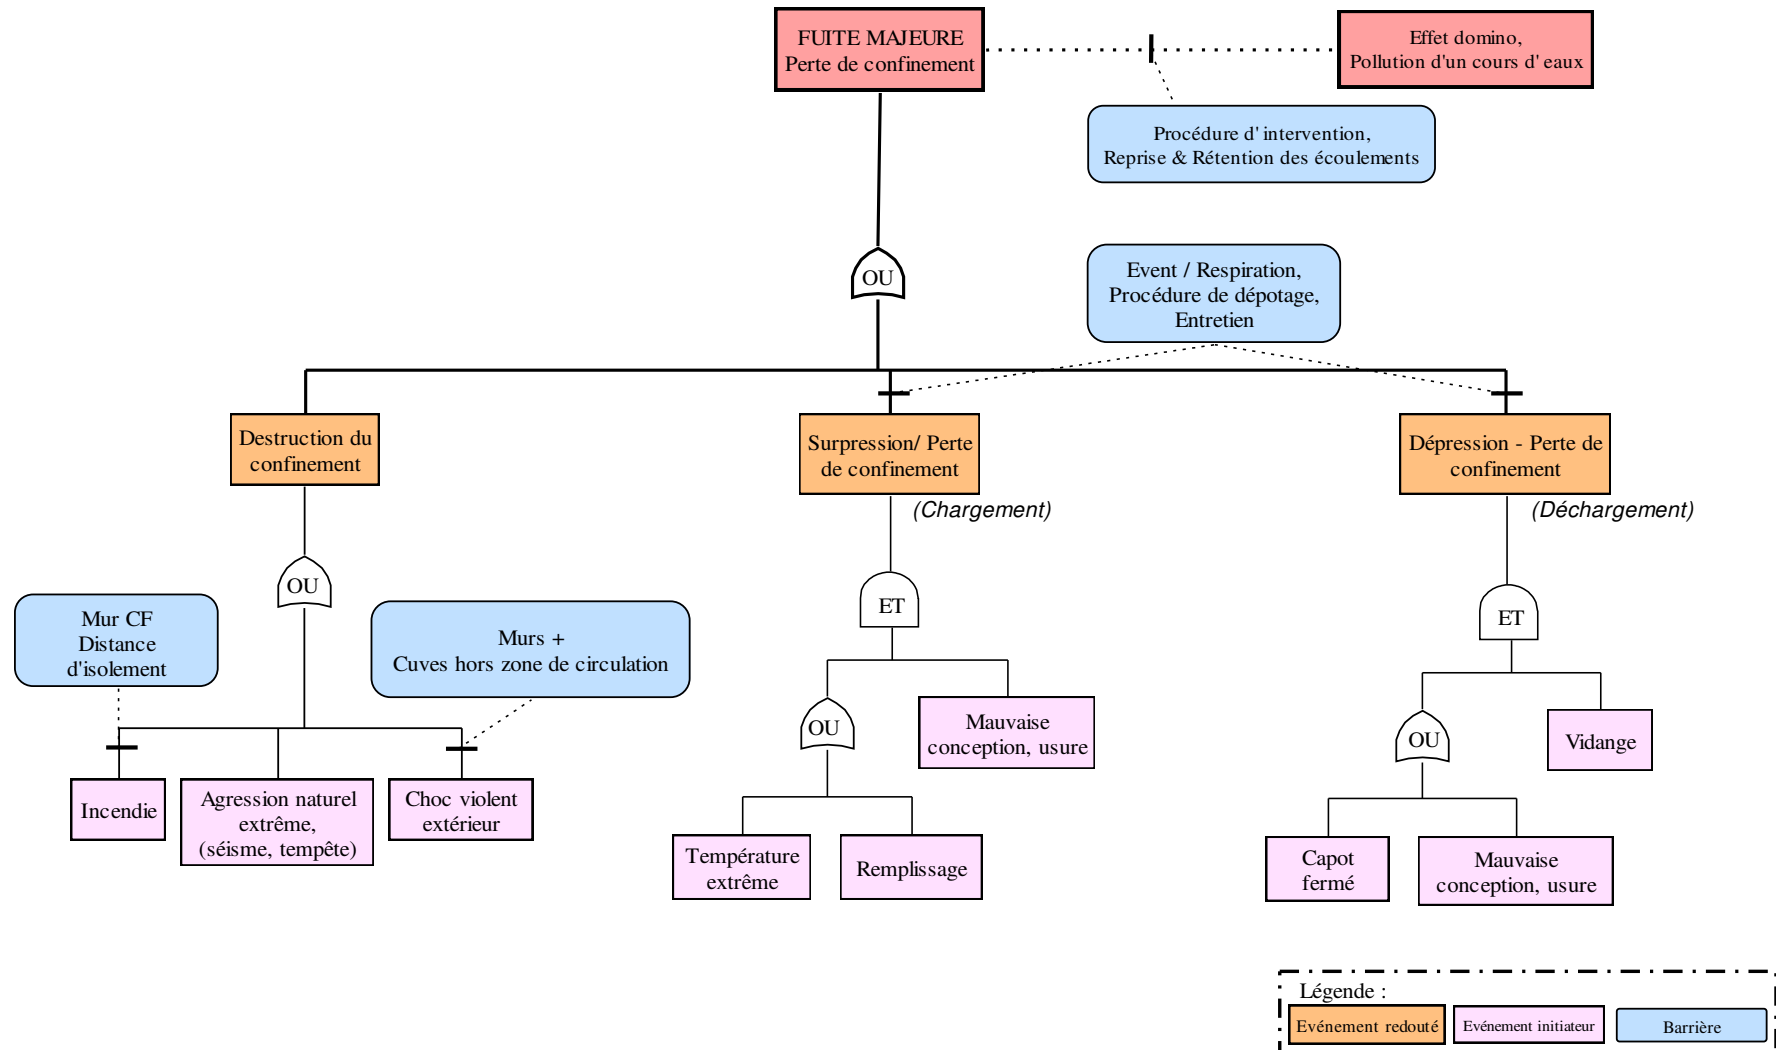 FUITE MAJEURE
Perte de confinement
Effet domino,
Pollution d'un cours d' eaux
Procédure d' intervention,
Reprise & Rétention des écoulements
OU
Event / Respiration,
Procédure de dépotage,
Entretien
Destruction du
confinement
Surpression/ Perte
de confinement
(Chargement)
Dépression - Perte de
confinement
(Déchargement)
OU
ET
ET
Mur CF
Distance
d'isolement
Murs +
Cuves hors zone de circulation
OU
Mauvaise
conception, usure
OU
Vidange
Incendie
Agression naturel
extrême,
(séisme, tempête)
Choc violent
extérieur
Température
extrême
Remplissage
Capot
fermé
Mauvaise
conception, usure
Légende :
Evénement redouté
Evénement initiateur
Barrière